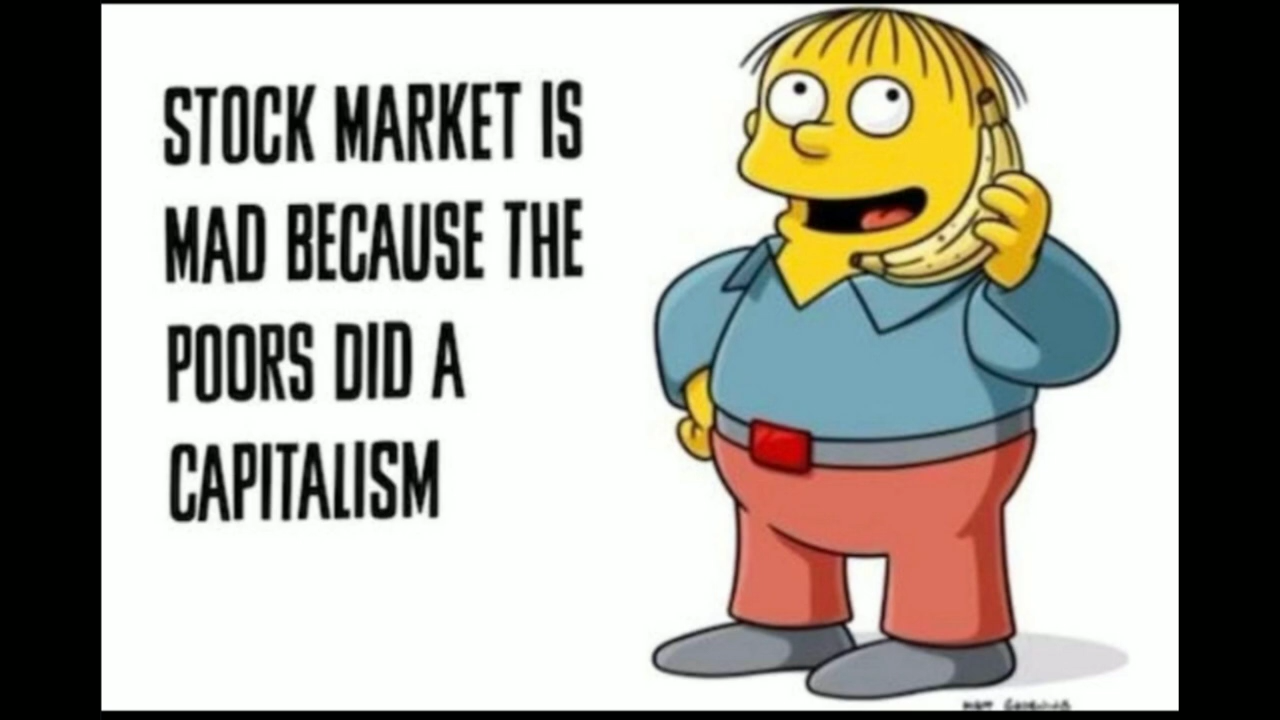 STOCK MARKET IS
MAD BECAUSE THE
POORS DID A
CAPITALISM